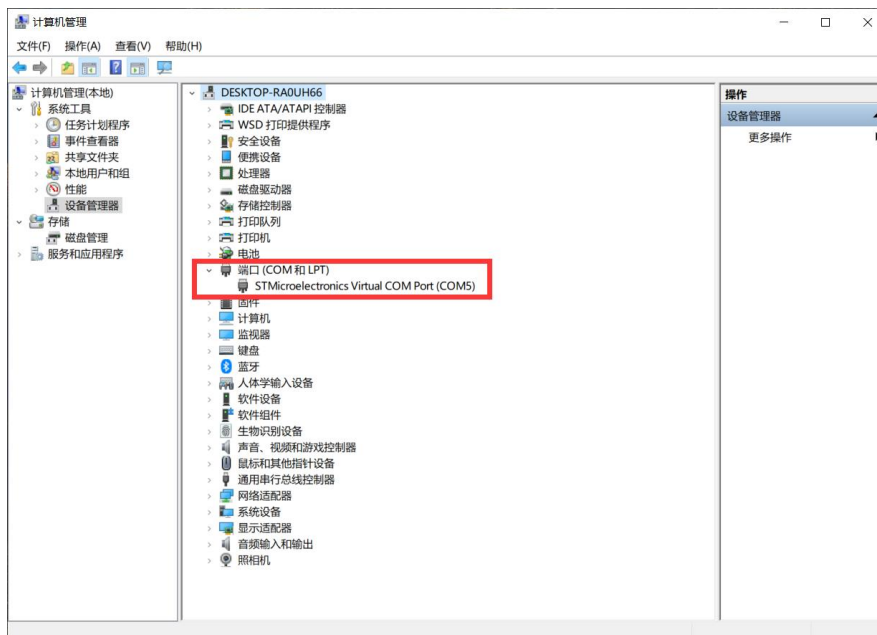 计算机管理
文件(F) 操作(A) 查看(V) 帮助(H)
计算机管理(本地)
系统工具
任务计划程序
事件查看器
共享文件夹
本地用户和组
性能
设备管理器
存储
磁盘管理
服务和应用程序
DESKTOP-RA0UH66
IDE ATA/ATAPI 控制器
WSD 打印提供程序
安全设备
便携设备
处理器
磁盘驱动器
存储控制器
打印队列
打印机
电池
端口 (COM 和 LPT)
STMicroelectronics Virtual COM Port (COM5)
固件
计算机
监视器
键盘
蓝牙
人体学输入设备
软件设备
软件组件
生物识别设备
声音、视频和游戏控制器
鼠标和其他指针设备
通用串行总线控制器
网络适配器
系统设备
显示适配器
音频输入和输出
照相机
操作
设备管理器
更多操作